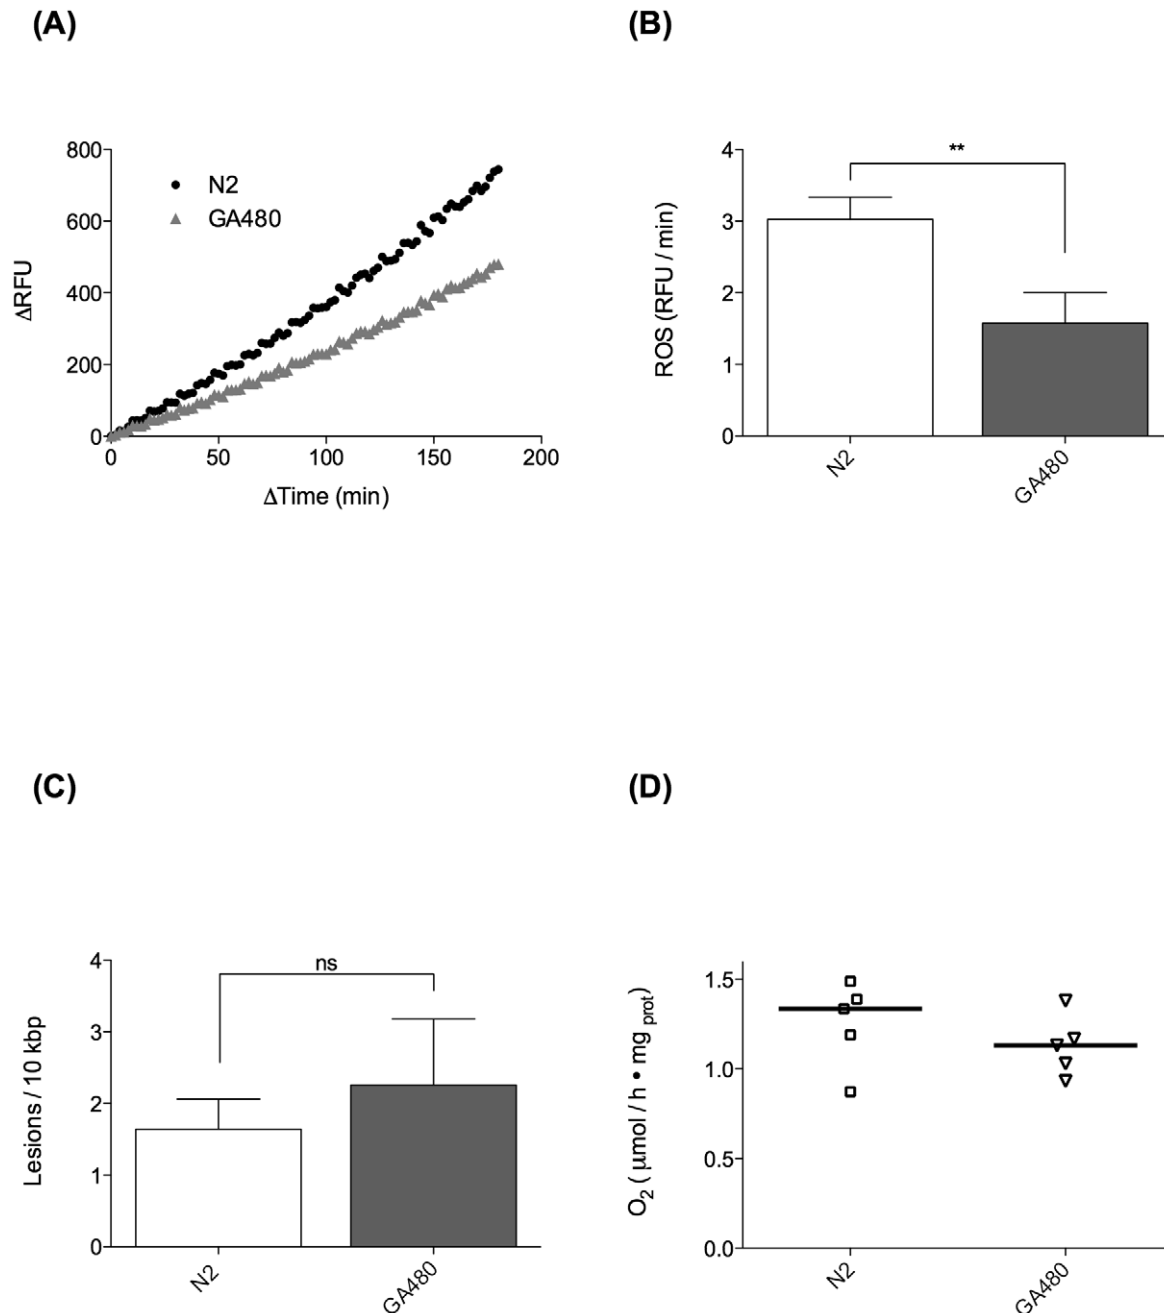 (A)
800
600
400
200
0
0 50 100 150 200
ΔRFU
ΔTime (min)
N2
GA480
(B)
4
3
2
1
0
ROS (RFU / min)
**
N2
GA480
(C)
4
3
2
1
0
Lesions / 10 kbp
ns
N2
GA480
(D)
1.5
1.0
0.5
0.0
O2 ( μmol / h • mg prot)
N2
GA480